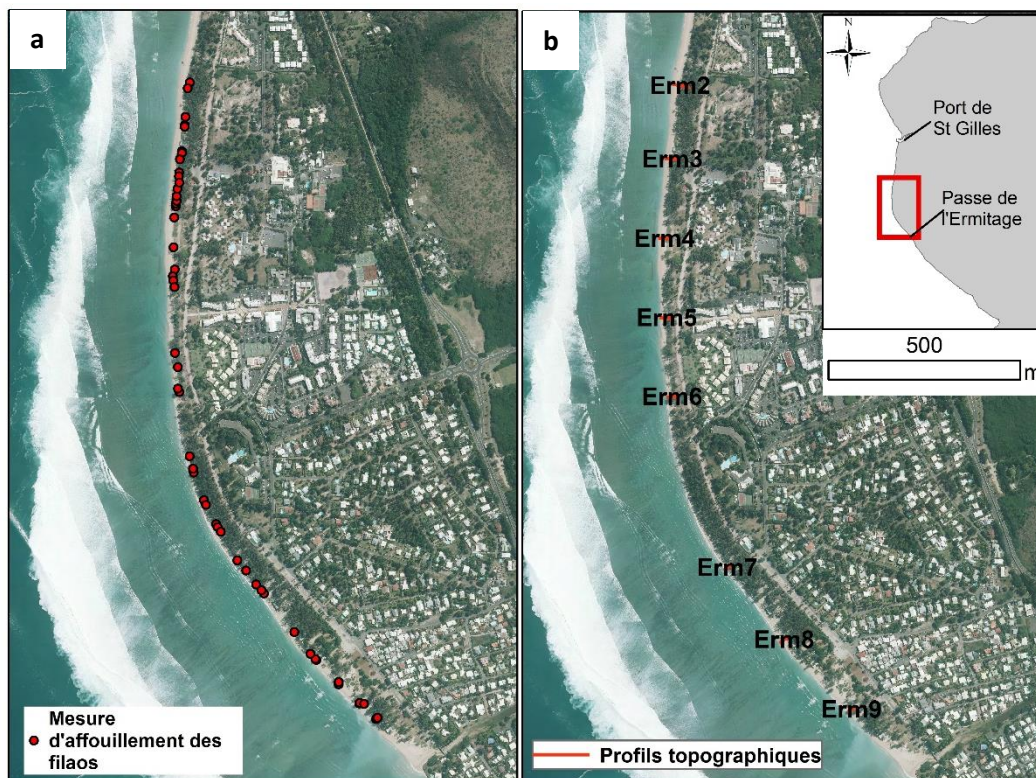 a
Mesure
d'affouillement des
filaos
b
Erm2
Erm3
Erm4
Erm5
Erm6
Erm7
Erm8
Erm9
Profils topographiques
N
Port de
St Gilles
Passe de
l'Ermitage
500
m